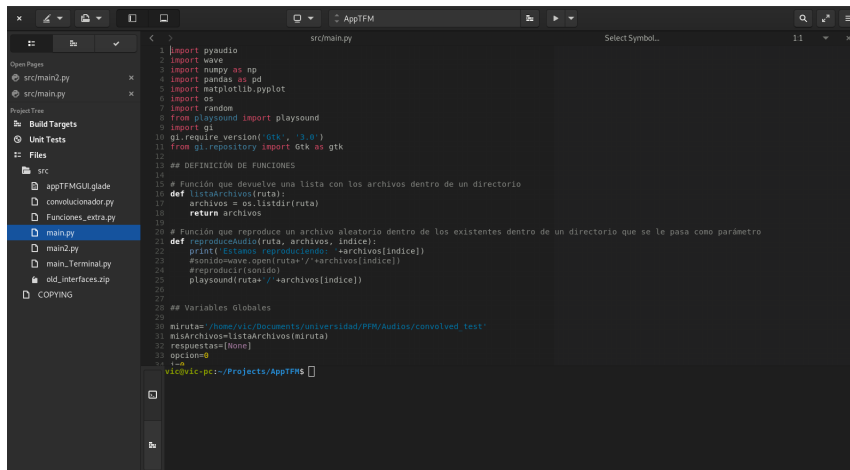 AppTFM
src/main.py
Select Symbol...
1:1
Open Pages
src/main2.py
src/main.py
Project Tree
Build Targets
Unit Tests
Files
src
appTFMGUI.glade
convolucionador.py
Funciones_extra.py
main.py
main2.py
main_Terminal.py
old_interfaces.zip
COPYING
1 import pyaudio
2 import wave
3 import numpy as np
4 import pandas as pd
5 import matplotlib.pyplot
6 import os
7 import random
8 from playsound import playsound
9 import gi
10 gi.require_version('Gtk', '3.0')
11 from gi.repository import Gtk as gtk
12
13 ## DEFINICIÓN DE FUNCIONES
14
15 # Función que devuelve una lista con los archivos dentro de un directorio
16 def listaArchivos(ruta):
17 archivos = os.listdir(ruta)
18 return archivos
19
20 # Función que reproduce un archivo aleatorio dentro de los existentes dentro de un directorio que se le pasa como parámetro
21 def reproduceAudio(ruta, archivos, indice):
22 print('Estamos reproduciendo: '+archivos[indice])
23 #sonido=wave.open(ruta+'/'+archivos[indice])
24 #reproducir(sonido)
25 playsound(ruta+'/'+archivos[indice])
26
27
28 ## Variables Globales
29
30 miruta='/home/vic/Documents/universidad/PFM/Audios/convolved_test'
31 misArchivos=listaArchivos(miruta)
32 respuestas=[None]
33 opcion=0
34 i=0
vic@vic-pc:~/Projects/AppTFM$